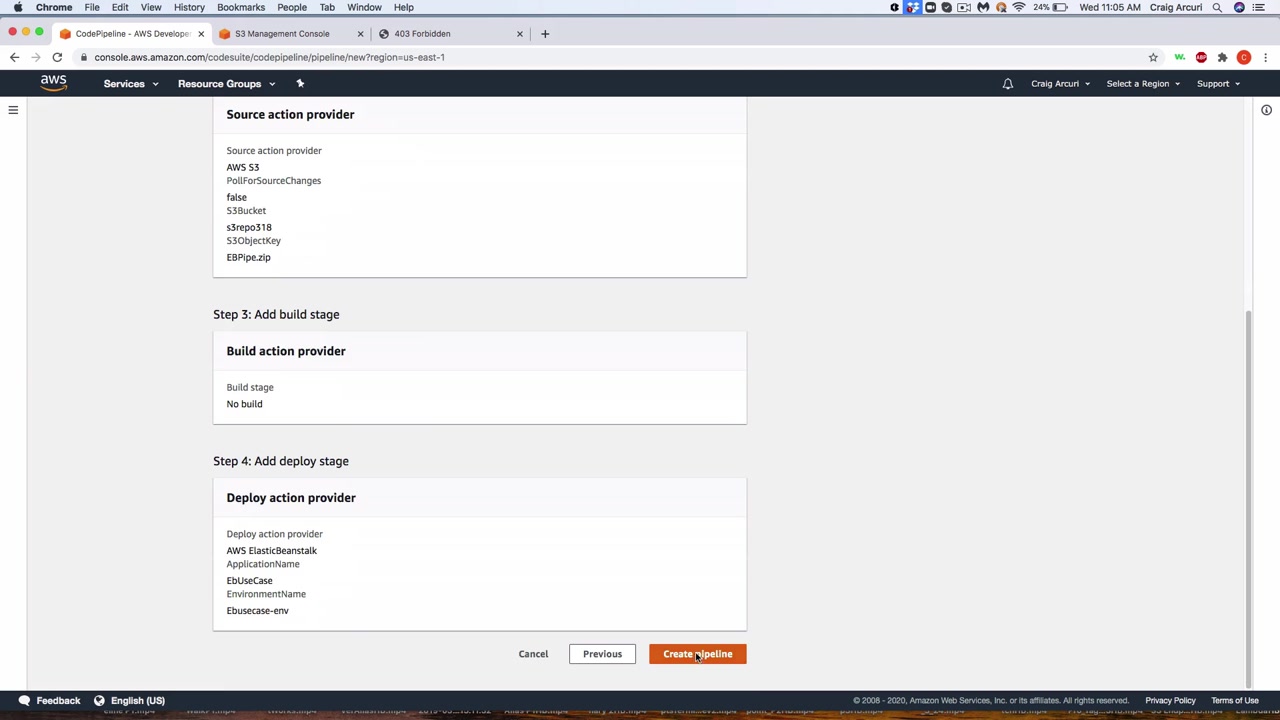 Chrome File Edit View History Bookmarks People Tab Window Help 24% Wed 11:05 AM Craig Arcuri
CodePipeline - AWS Develope S3 Management Console 403 Forbidden
console.aws.amazon.com/codesuite/codepipeline/pipeline/new?region=us-east-1
aws Services Resource Groups Craig Arcuri Select a Region Support
Source action provider
Source action provider
AWS S3
PollForSourceChanges
false
S3Bucket
s3repo318
S3ObjectKey
EBPipe.zip
Step 3: Add build stage
Build action provider
Build stage
No build
Step 4: Add deploy stage
Deploy action provider
Deploy action provider
AWS ElasticBeanstalk
ApplicationName
EbUseCase
EnvironmentName
Ebusecase-env
Cancel Previous Create pipeline
Feedback English (US) © 2008 - 2020, Amazon Web Services, Inc. or its affiliates. All rights reserved. Privacy Policy Terms of Use